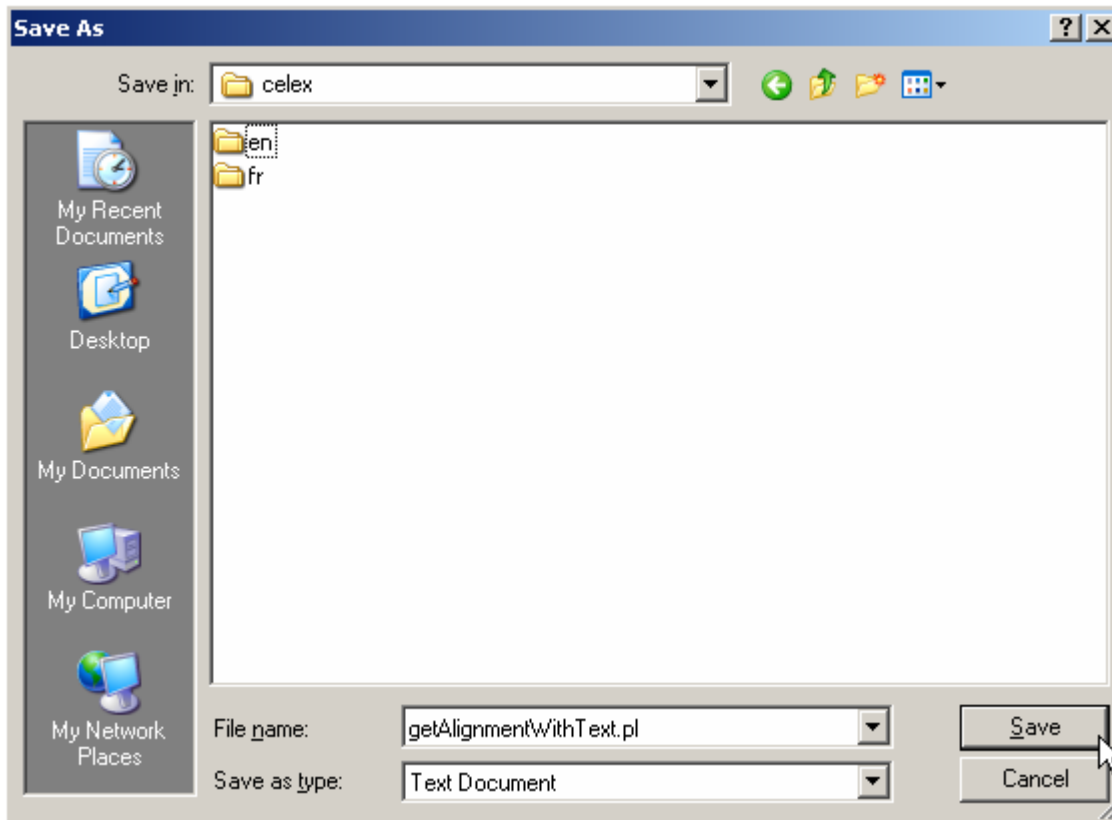 Save As
Save in:
celex
en
fr
My Recent
Documents
Desktop
My Documents
My Computer
My Network
Places
File name:
getAlignmentWithText.pl
Save
Save as type:
Text Document
Cancel